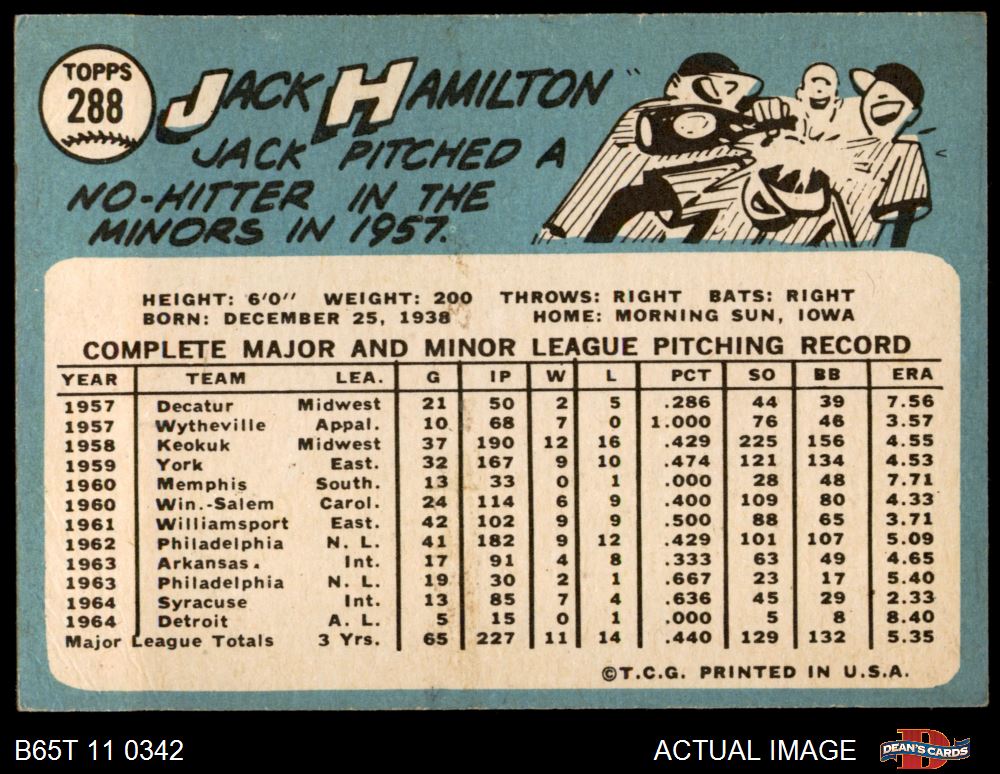 TOPPS
288
JACK HAMILTON
JACK PITCHED A
NO-HITTER IN THE
MINORS IN 1957.
HEIGHT: 6'0" WEIGHT: 200 THROWS: RIGHT BATS: RIGHT
BORN: DECEMBER 25, 1938 HOME: MORNING SUN, IOWA
COMPLETE MAJOR AND MINOR LEAGUE PITCHING RECORD
YEAR TEAM LEA. G IP W L PCT SO BB ERA
1957 Decatur Midwest 21 50 2 5 .286 44 39 7.56
1957 Wytheville Appal. 10 68 7 0 1.000 76 46 3.57
1958 Keokuk Midwest 37 190 12 16 .429 225 156 4.55
1959 York East. 32 167 9 10 .474 121 134 4.53
1960 Memphis South. 13 33 0 1 .000 28 48 7.71
1960 Win.-Salem Carol. 24 114 6 9 .400 109 80 4.33
1961 Williamsport East. 42 102 9 9 .500 88 65 3.71
1962 Philadelphia N. L. 41 182 9 12 .429 101 107 5.09
1963 Arkansas. Int. 17 91 4 8 .333 63 49 4.65
1963 Philadelphia N. L. 19 30 2 1 .667 23 17 5.40
1964 Syracuse Int. 13 85 7 4 .636 45 29 2.33
1964 Detroit A. L. 5 15 0 1 .000 5 8 8.40
Major League Totals 3 Yrs. 65 227 11 14 .440 129 132 5.35
©T.C.G. PRINTED IN U.S.A.
B65T 11 0342 ACTUAL IMAGE DEAN'S CARDS